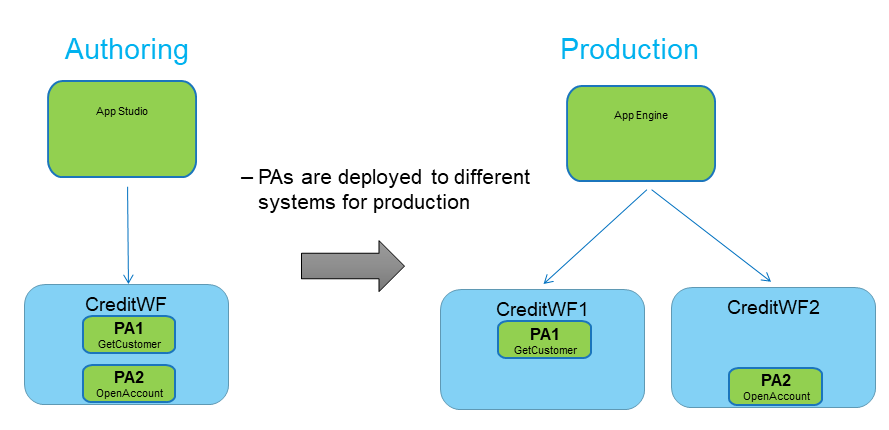 Authoring
App Studio
CreditWF
PA1
GetCustomer
PA2
OpenAccount
– PAs are deployed to different
systems for production
Production
App Engine
CreditWF1
PA1
GetCustomer
CreditWF2
PA2
OpenAccount